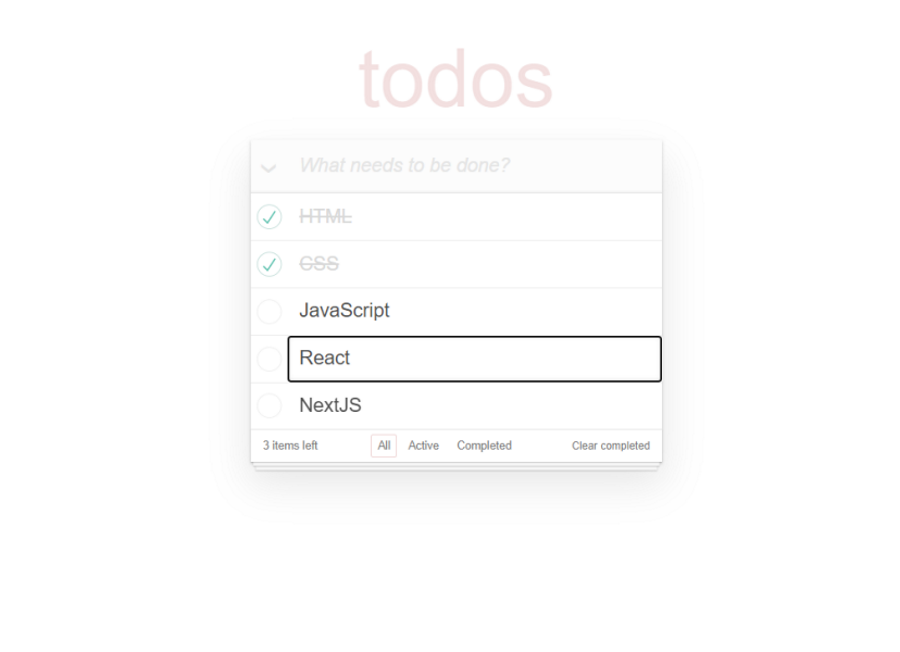 todos
What needs to be done?
HTML
CSS
JavaScript
React
NextJS
3 items left All Active Completed Clear completed